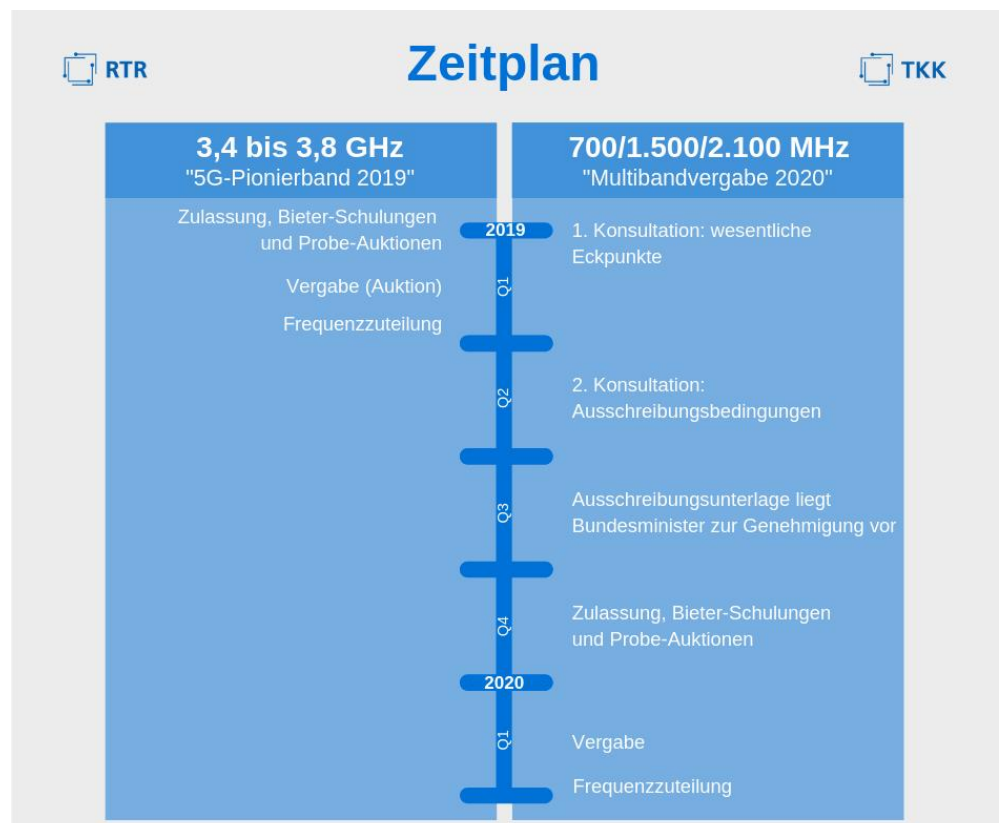 RTR
Zeitplan
TKK
3,4 bis 3,8 GHz
"5G-Pionierband 2019"
700/1.500/2.100 MHz
"Multibandvergabe 2020"
Zulassung, Bieter-Schulungen
und Probe-Auktionen
2019
1. Konsultation: wesentliche
Eckpunkte
Vergabe (Auktion)
Q1
Frequenzzuteilung
Q2
2. Konsultation:
Ausschreibungsbedingungen
Q3
Ausschreibungsunterlage liegt
Bundesminister zur Genehmigung vor
Q4
Zulassung, Bieter-Schulungen
und Probe-Auktionen
2020
Q1
Vergabe
Frequenzzuteilung